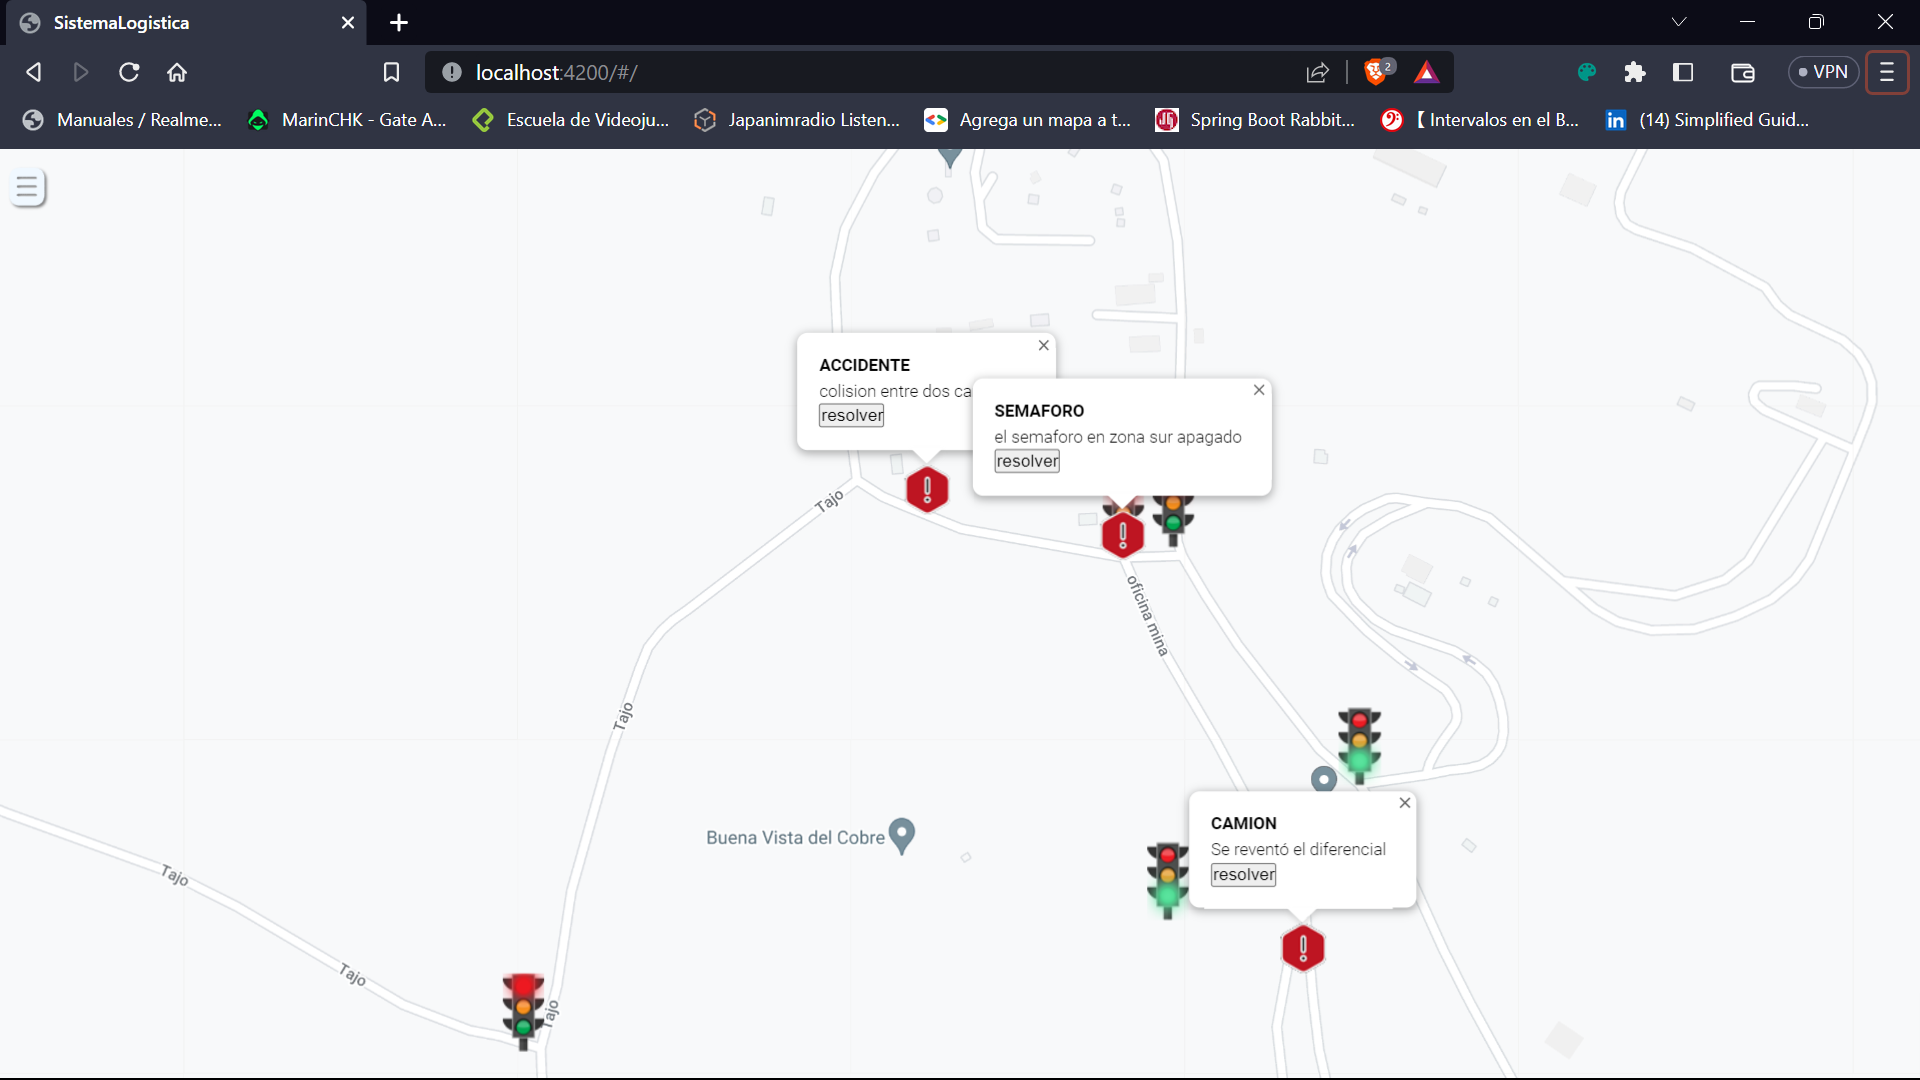 SistemaLogistica
localhost:4200/#/
2
VPN
Manuales / Realme...
MarinCHK - Gate A...
Escuela de Videoju...
Japanimradio Listen...
Agrega un mapa a t...
Spring Boot Rabbit...
【 Intervalos en el B...
in (14) Simplified Guid...
ACCIDENTE
colision entre dos ca
resolver
SEMAFORO
el semaforo en zona sur apagado
resolver
Tajo
oficina mina
Tajo
CAMION
Se reventó el diferencial
resolver
Buena Vista del Cobre
Tajo
Tajo
Tajo